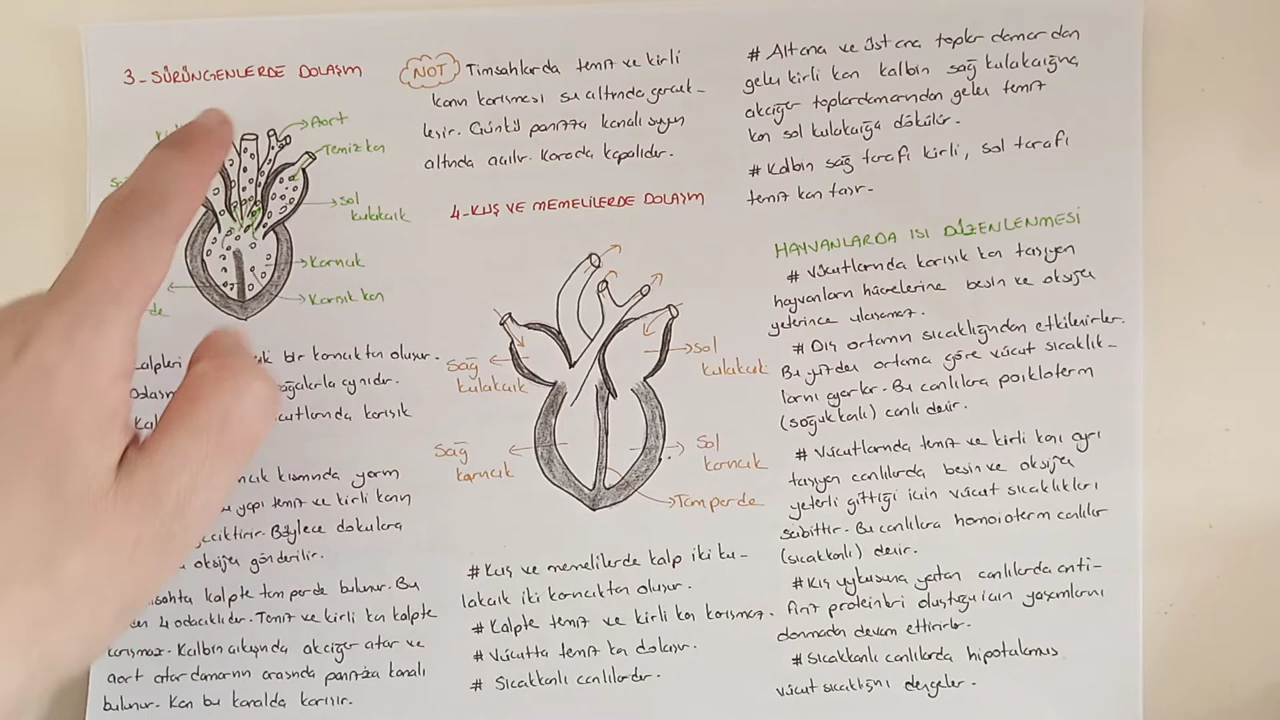 3-SÜRÜNGENLERDE DOLAŞIM
Aort
Temiz kan
Sol
kulakçık
Karıncık
Karışık kan
de
bir karıncıktan oluşur.
aynıdır.
karışık
kısmında yarım
yapı temiz ve kirli kanın
Böylece dokulara
oksijen gönderilir.
kalpte tam perde bulunur. Bu
4 odacıklıdır. Temiz ve kirli kan kalpte
karışmaz. Kalbin çıkışında akciğer atar ve
aort atar damarın arasında panizza kanalı
bulunur. Kan bu kanalda karışır.
NOT Timsahlarda temiz ve kirli
kanın karışması su altında gerçek-
leşir. Çünkü panizza kanalı suyun
altında açılır. Karada kapalıdır.
4-KUŞ VE MEMELİLERDE DOLAŞIM
Sağ
kulakçık
Sol
kulakçık
Sağ
karıncık
Sol
karıncık
Tam perde
# Kuş ve memelilerde kalp iki ku-
lakçık iki karıncıktan oluşur.
# Kalpte temiz ve kirli kan karışmaz.
# Vücutta temiz kan dolaşır.
# Sıcakkanlı canlılardır.
# Alt ana ve üst ana toplar damardan
gelen kirli kan kalbin sağ kulakçığına
akciğer toplardamarından gelen temiz
kan sol kulakçığa dökülür.
# Kalbin sağ tarafı kirli, sol tarafı
temiz kan taşır.
HAYVANLARDA ISI DÜZENLENMESİ
# Vücutlarında karışık kan taşıyan
hayvanların hücrelerine besin ve oksijen
yeterince ulaşamaz.
# Dış ortamın sıcaklığından etkilenirler.
Bu yüzden ortama göre vücut sıcaklık-
larını ayarlar. Bu canlılara poikloterm
(soğukkanlı) canlı denir.
# Vücutlarında temiz ve kirli kanı ayrı
taşıyan canlılarda besin ve oksijen
yeterli gittiği için vücut sıcaklıkları
sabittir. Bu canlılara homoioterm canlılar
(sıcakkanlı) denir.
# Kış uykusuna yatan canlılarda anti-
firiz proteinleri oluştuğu için yaşamlarını
donmadan devam ettirirler.
# Sıcakkanlı canlılarda hipotalamus
vücut sıcaklığını dengeler.